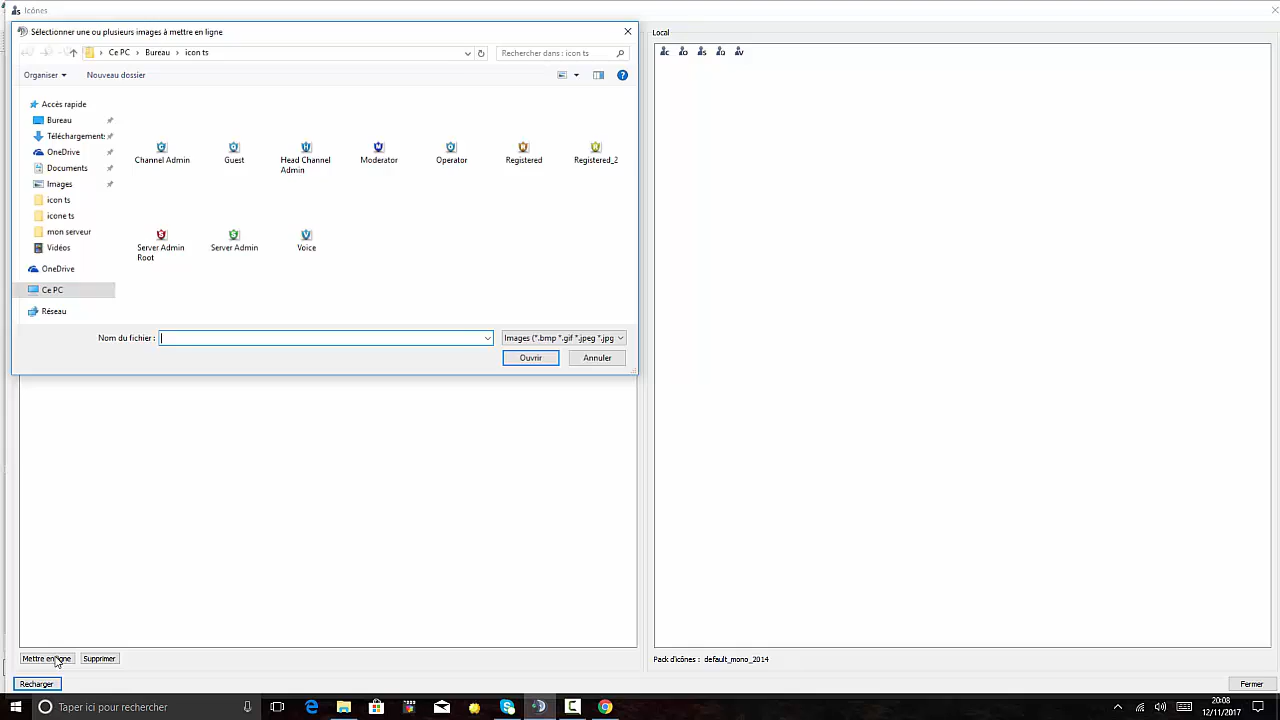 Icônes
Sélectionner une ou plusieurs images à mettre en ligne
Ce PC > Bureau > icon ts
Rechercher dans : icon ts
Organiser
Nouveau dossier
Accès rapide
Bureau
Téléchargement:
OneDrive
Documents
Images
icon ts
icone ts
mon serveur
Vidéos
OneDrive
Ce PC
Réseau
Channel Admin
Guest
Head Channel
Admin
Moderator
Operator
Registered
Registered_2
Server Admin
Root
Server Admin
Voice
Nom du fichier :
Images (*.bmp *.gif *.jpeg *.jpg
Ouvrir
Annuler
Local
Mettre en ligne
Supprimer
Pack d'icônes : default_mono_2014
Recharger
Fermer
Taper ici pour rechercher
20:08
12/11/2017